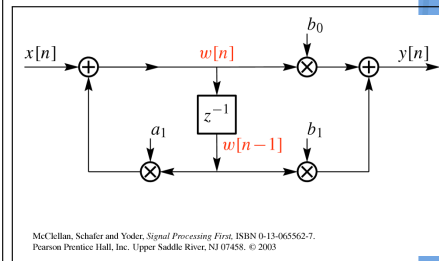 b₀
x[n] w[n] y[n]
z⁻¹
a₁ w[n−1] b₁
McClellan, Schafer and Yoder, Signal Processing First, ISBN 0-13-065562-7.
Pearson Prentice Hall, Inc. Upper Saddle River, NJ 07458. © 2003